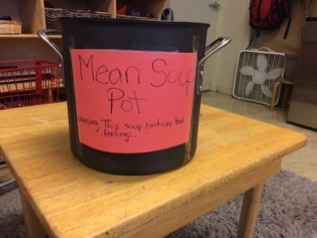 Mean Soup
Pot
Warning: This soup contains bad
feelings.